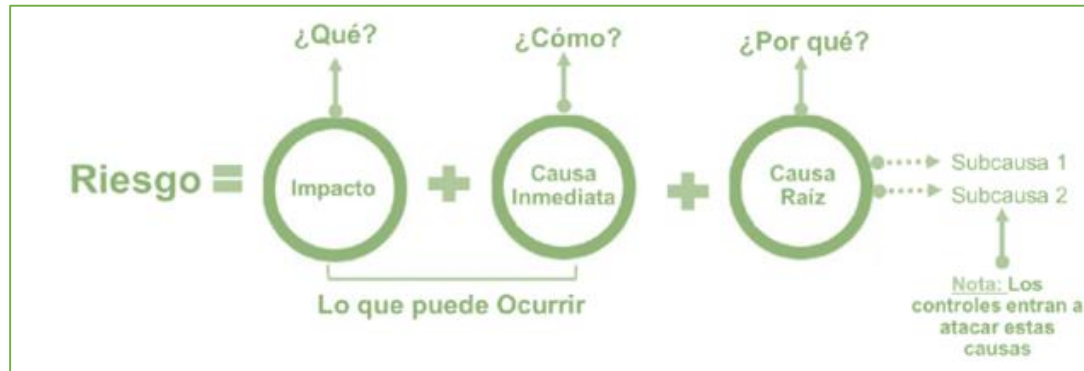 ¿Qué?
¿Cómo?
¿Por qué?
Riesgo =
Impacto
+
Causa
Inmediata
+
Causa
Raíz
Subcausa 1
Subcausa 2
Lo que puede Ocurrir
Nota: Los
controles entran a
atacar estas
causas